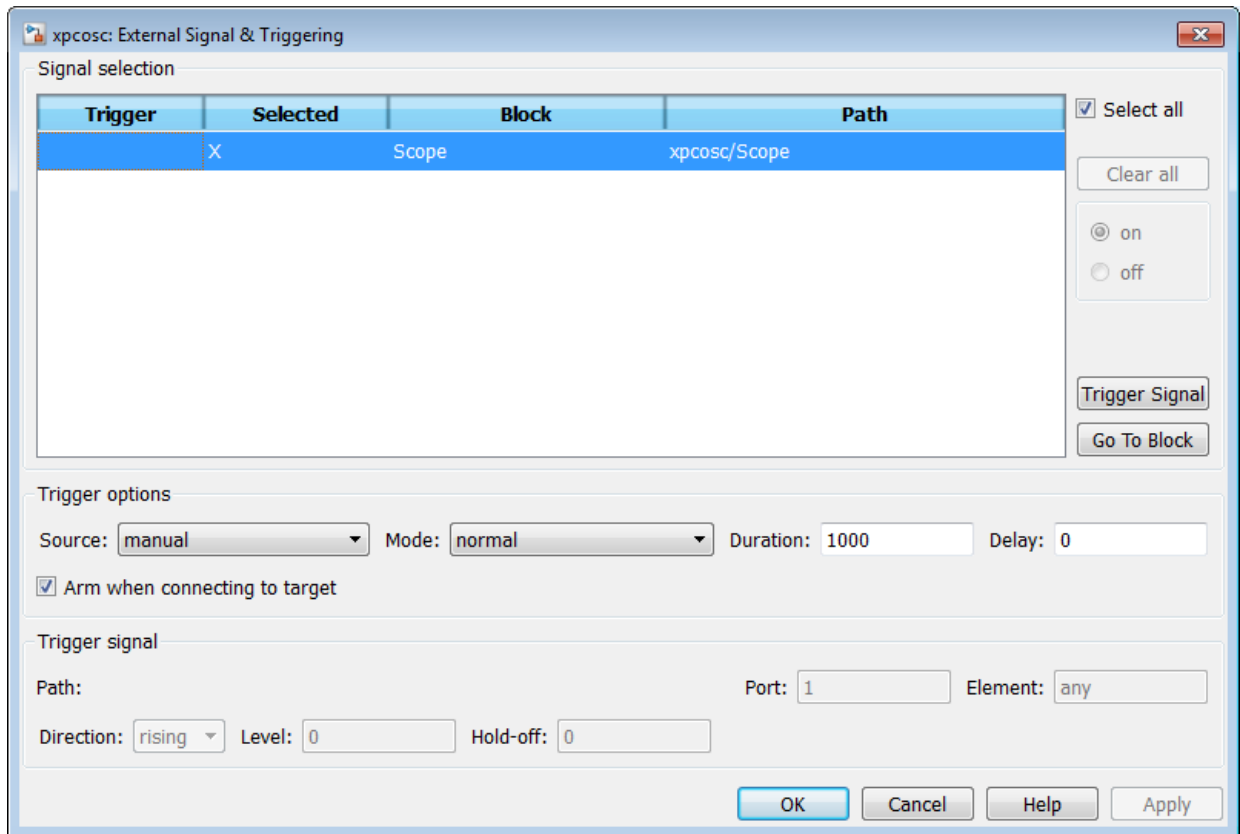 xpcosc: External Signal & Triggering
Signal selection
Trigger Selected Block Path
X Scope xpcosc/Scope
Select all
Clear all
on
off
Trigger Signal
Go To Block
Trigger options
Source: manual Mode: normal Duration: 1000 Delay: 0
Arm when connecting to target
Trigger signal
Path: Port: 1 Element: any
Direction: rising Level: 0 Hold-off: 0
OK Cancel Help Apply